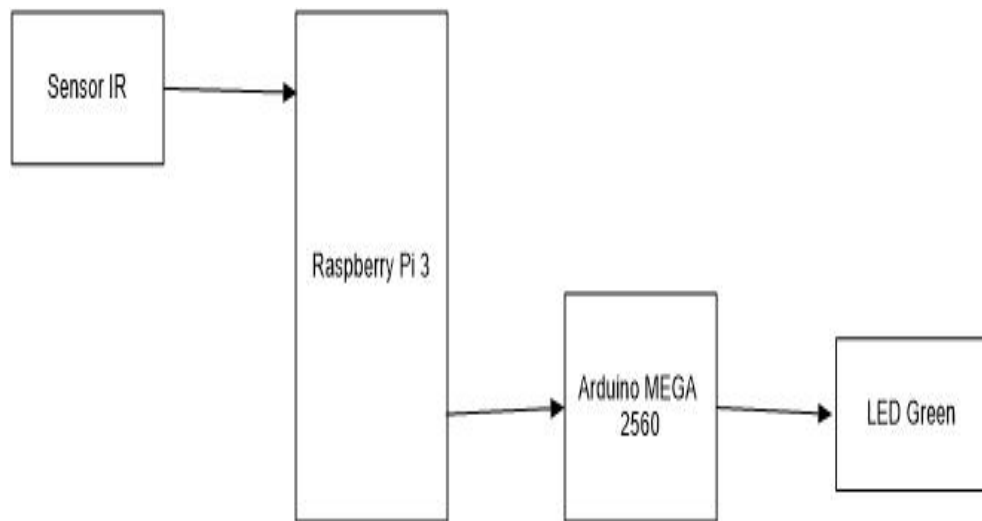 Sensor IR
Raspberry Pi 3
Arduino MEGA
2560
LED Green